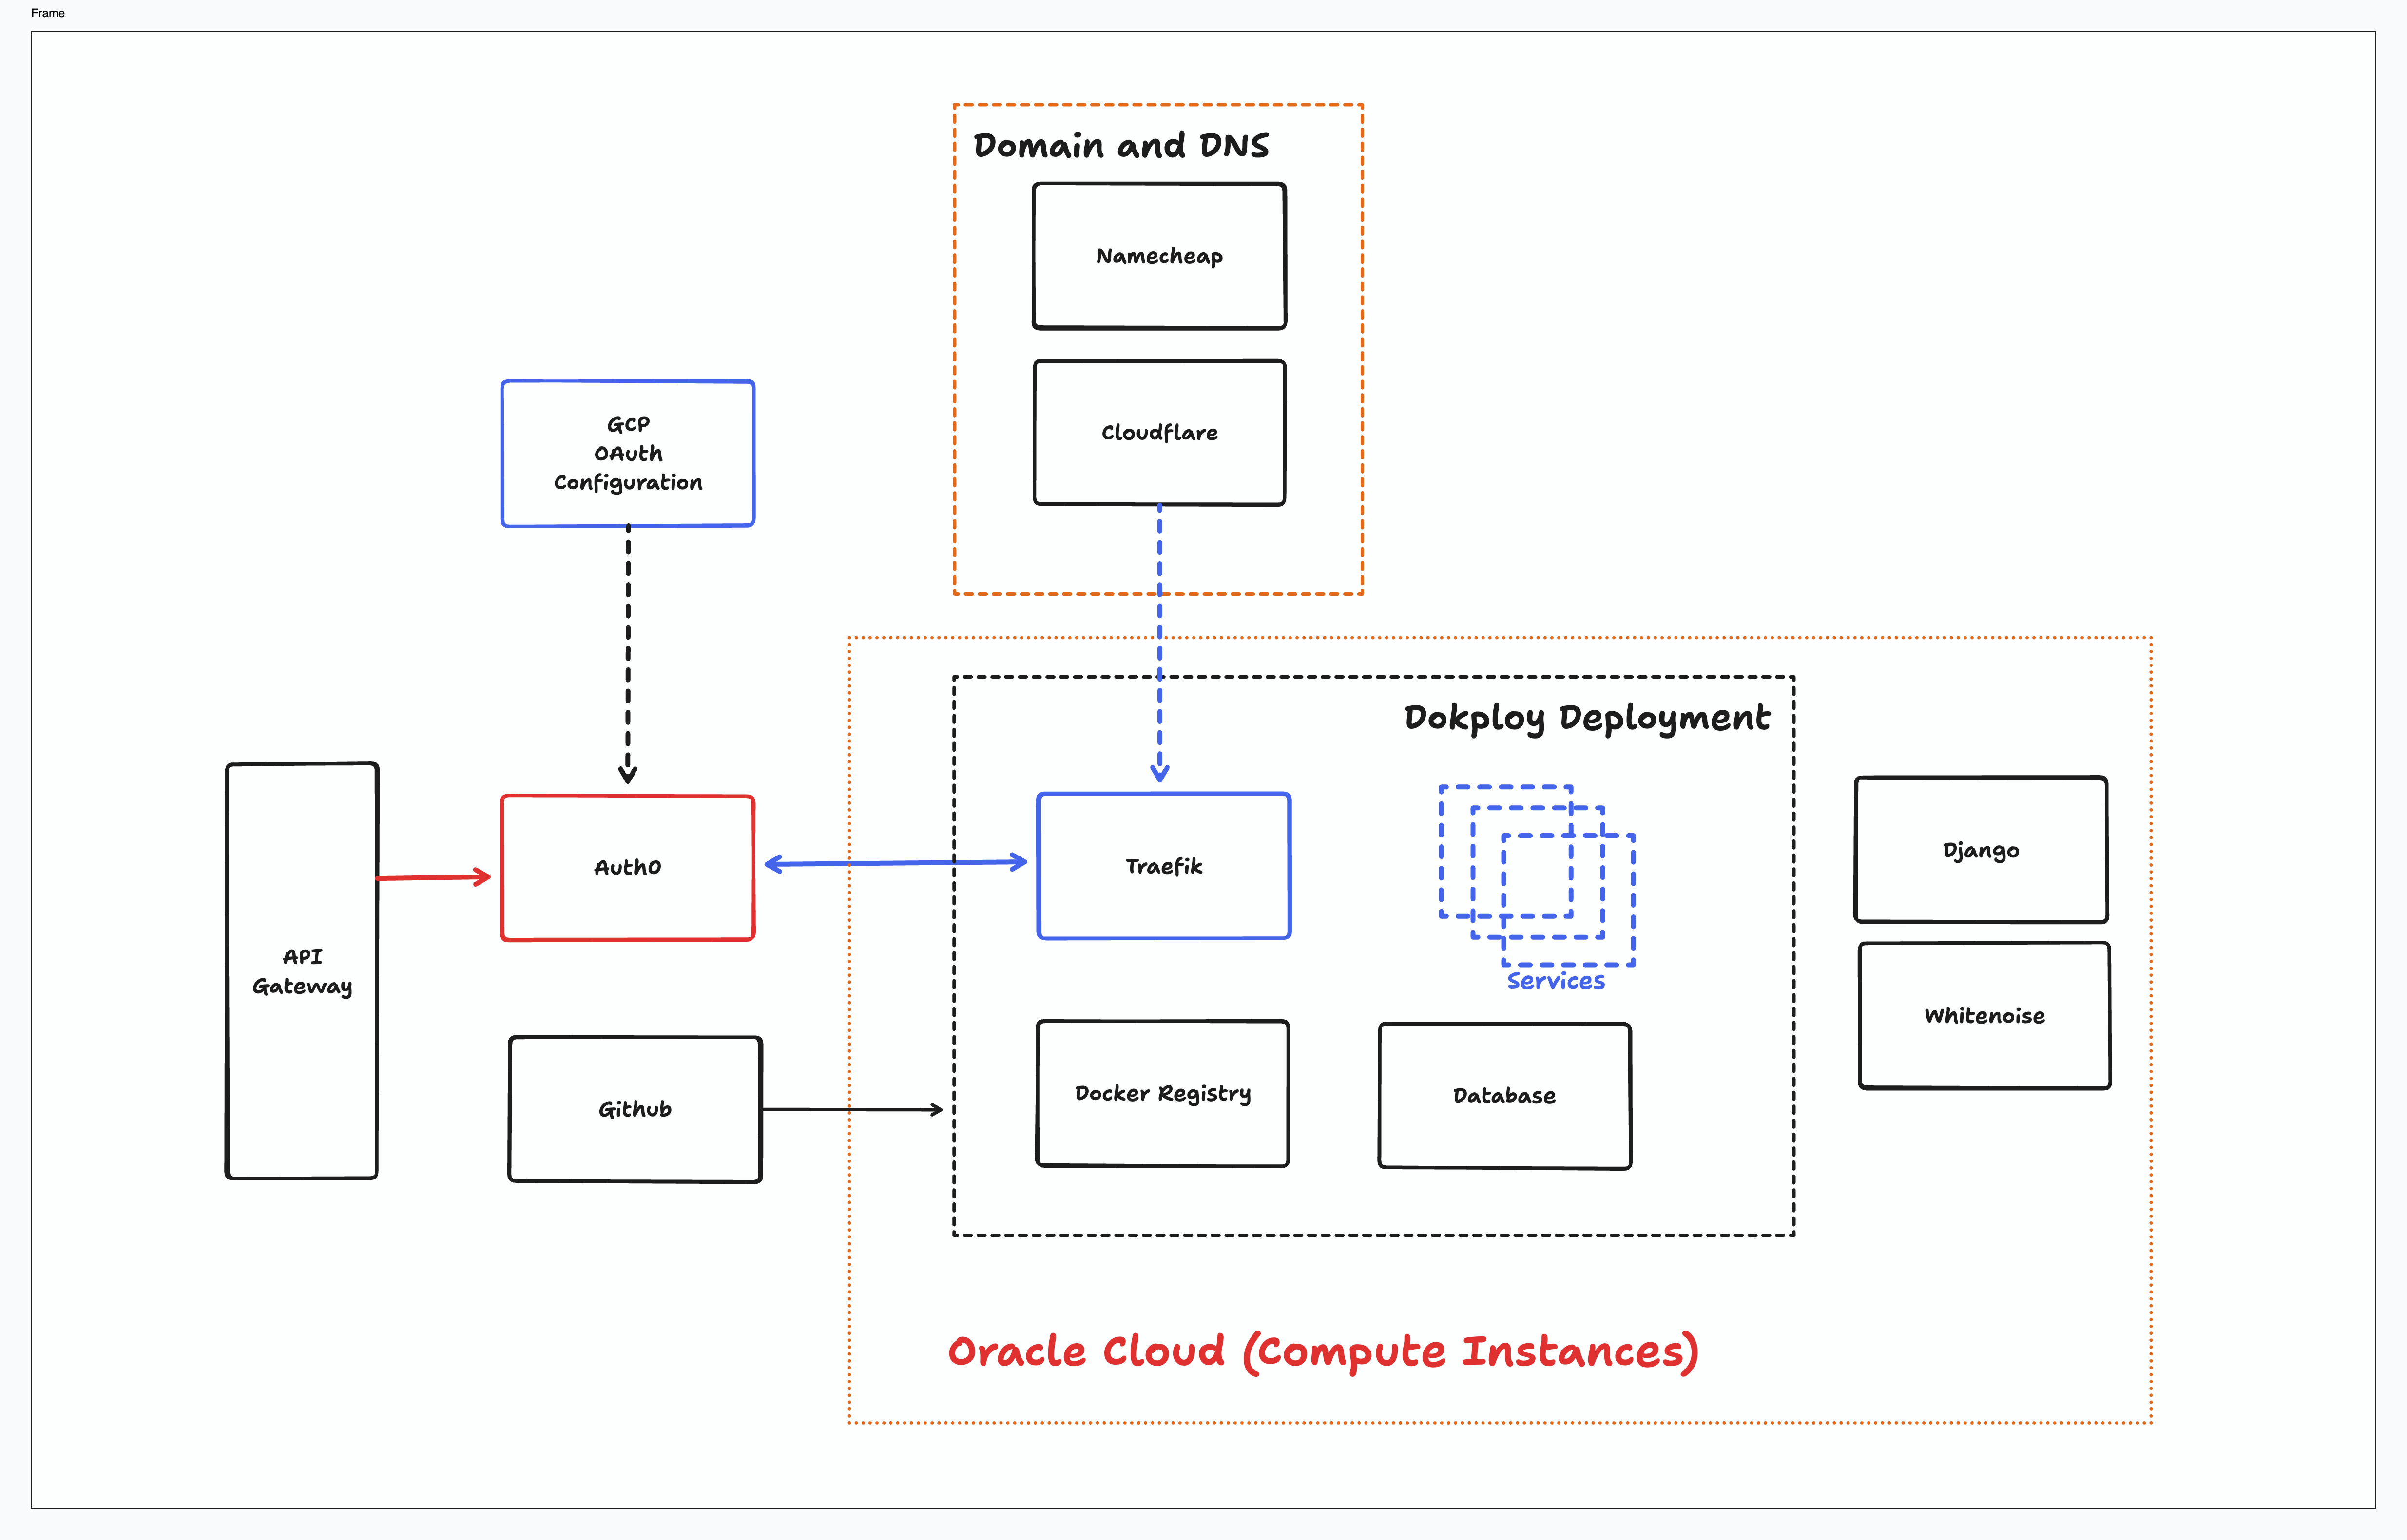 Frame
Domain and DNS
Namecheap
Cloudflare
GCP
OAuth
Configuration
Dokploy Deployment
API
Gateway
Auth0
Traefik
Services
Django
Whitenoise
Github
Docker Registry
Database
Oracle Cloud (Compute Instances)